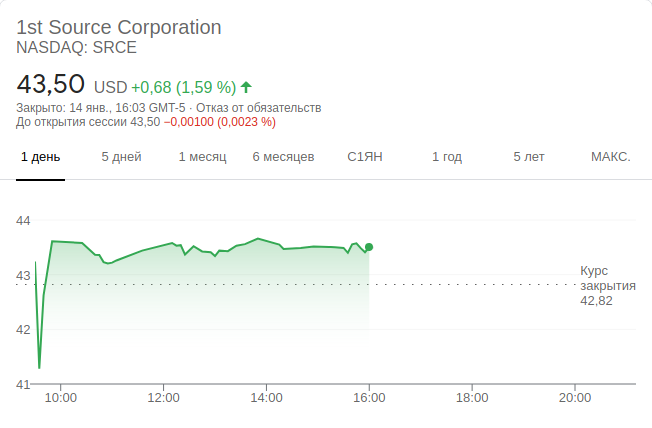 1st Source Corporation
NASDAQ: SRCE
43,50 USD +0,68 (1,59 %)
Закрыто: 14 янв., 16:03 GMT-5 · Отказ от обязательств
До открытия сессии 43,50 −0,00100 (0,0023 %)
1 день 5 дней 1 месяц 6 месяцев С1ЯН 1 год 5 лет МАКС.
44
43
42
41
Курс
закрытия
42,82
10:00 12:00 14:00 16:00 18:00 20:00